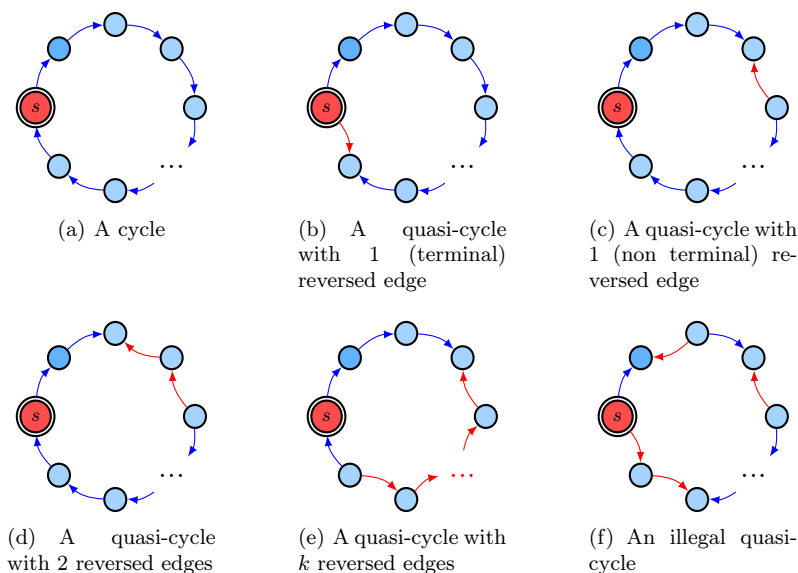 s
s
s
...
...
...
(a) A cycle
(b) A quasi-cycle
with 1 (terminal)
reversed edge
(c) A quasi-cycle with
1 (non terminal) re-
versed edge
s
s
s
...
...
...
(d) A quasi-cycle
with 2 reversed edges
(e) A quasi-cycle with
k reversed edges
(f) An illegal quasi-
cycle